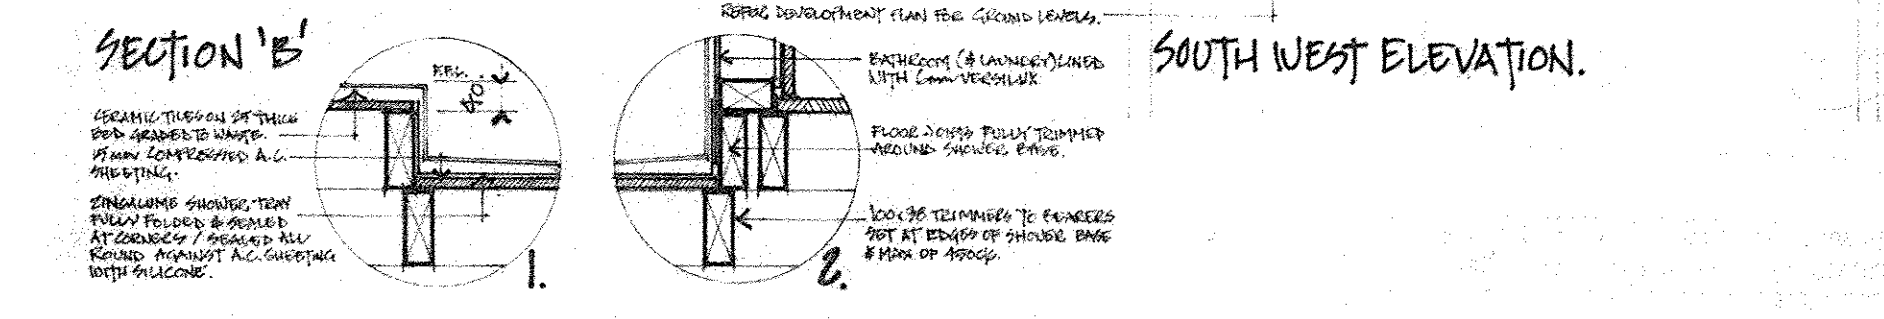 REFER DEVELOPMENT PLAN FOR GROUND LEVELS.
SECTION 'B'
SOUTH WEST ELEVATION.
F.F.L.
CERAMIC TILES ON 25 THICK
BED GRADED TO WASTE.
15mm COMPRESSED A.C.
SHEETING.
ZINCALUME SHOWER TRAY
FULLY FOLDED & SEALED
AT CORNERS / SEALED ALL
ROUND AGAINST A.C. SHEETING
WITH SILICONE.
1.
BATHROOM (& LAUNDRY) LINED
WITH 6mm VERSILUX
FLOOR FULLY TRIMMED
AROUND SHOWER BASE.
100x38 TRIMMERS TO BEARERS
SET AT EDGES OF SHOWER BASE
& MAX OF 450%.
2.